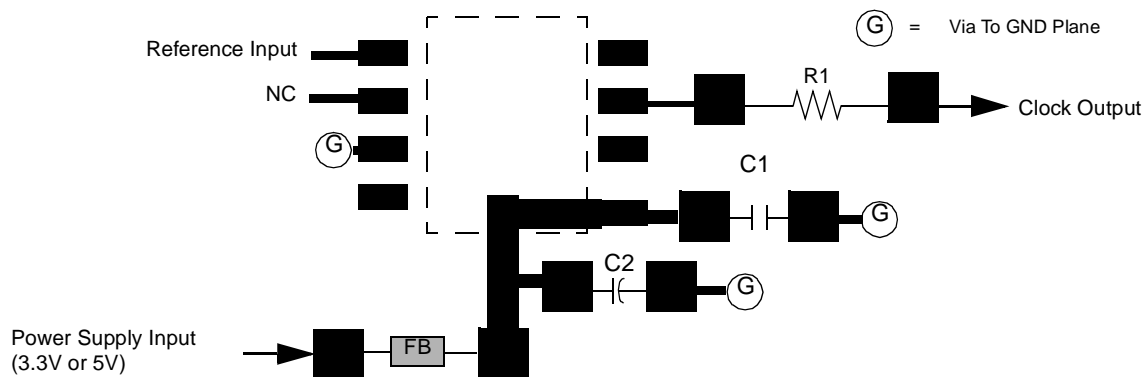 G = Via To GND Plane
Reference Input
R1
NC
Clock Output
G
C1
G
C2
G
Power Supply Input
(3.3V or 5V)
FB